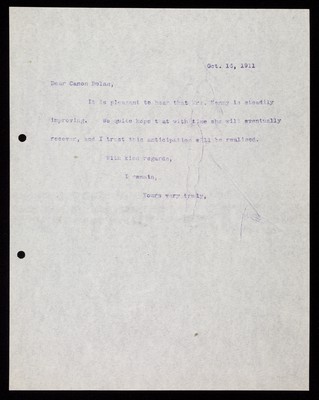 Oct. 13, 1911
Dear Canon Dolan,
It is pleasant to hear that Mrs. is steadily
improving. We quite hope that with time she will eventually
recover, and I trust this anticipation will be realized.
With kind regards,
I remain,
Yours very truly,